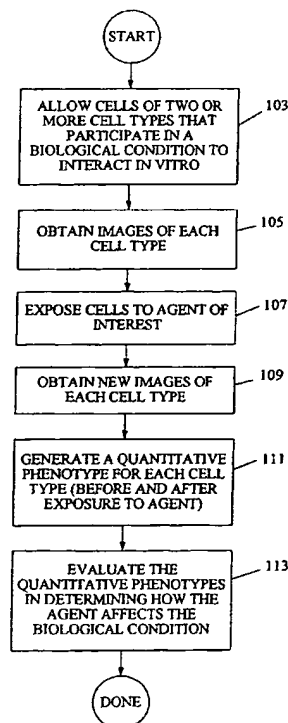 START
ALLOW CELLS OF TWO OR
MORE CELL TYPES THAT
PARTICIPATE IN A
BIOLOGICAL CONDITION TO
INTERACT IN VITRO
103
OBTAIN IMAGES OF EACH
CELL TYPE
105
EXPOSE CELLS TO AGENT OF
INTEREST
107
OBTAIN NEW IMAGES OF
EACH CELL TYPE
109
GENERATE A QUANTITATIVE
PHENOTYPE FOR EACH CELL
TYPE (BEFORE AND AFTER
EXPOSURE TO AGENT)
111
EVALUATE THE
QUANTITATIVE PHENOTYPES
IN DETERMINING HOW THE
AGENT AFFECTS THE
BIOLOGICAL CONDITION
113
DONE